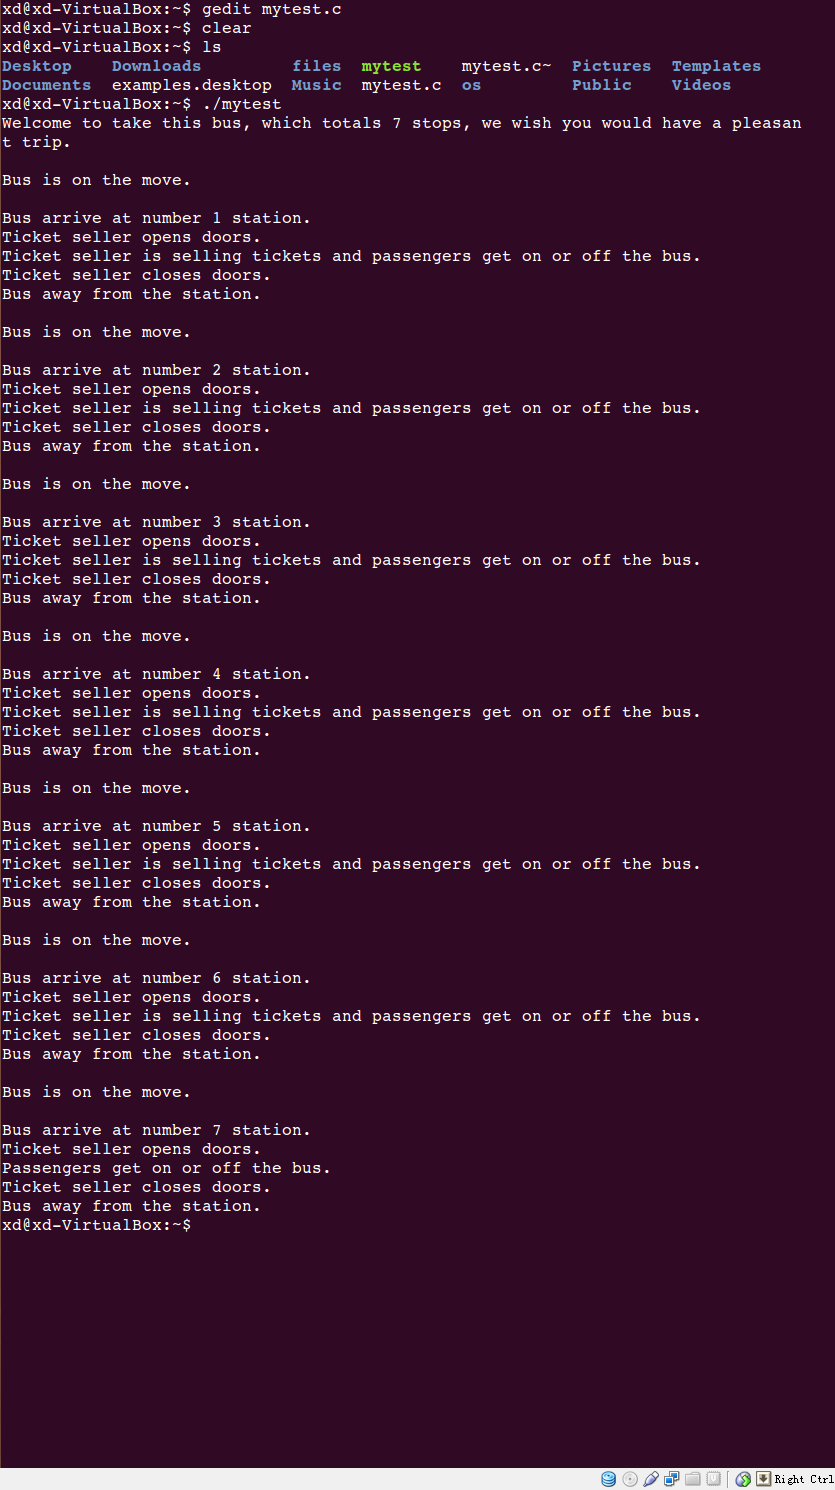 xd@xd-VirtualBox:~$ gedit mytest.c
xd@xd-VirtualBox:~$ clear
xd@xd-VirtualBox:~$ ls
Desktop    Downloads         files  mytest    mytest.c~  Pictures  Templates
Documents  examples.desktop  Music  mytest.c  os         Public    Videos
xd@xd-VirtualBox:~$ ./mytest
Welcome to take this bus, which totals 7 stops, we wish you would have a pleasan
t trip.

Bus is on the move.

Bus arrive at number 1 station.
Ticket seller opens doors.
Ticket seller is selling tickets and passengers get on or off the bus.
Ticket seller closes doors.
Bus away from the station.

Bus is on the move.

Bus arrive at number 2 station.
Ticket seller opens doors.
Ticket seller is selling tickets and passengers get on or off the bus.
Ticket seller closes doors.
Bus away from the station.

Bus is on the move.

Bus arrive at number 3 station.
Ticket seller opens doors.
Ticket seller is selling tickets and passengers get on or off the bus.
Ticket seller closes doors.
Bus away from the station.

Bus is on the move.

Bus arrive at number 4 station.
Ticket seller opens doors.
Ticket seller is selling tickets and passengers get on or off the bus.
Ticket seller closes doors.
Bus away from the station.

Bus is on the move.

Bus arrive at number 5 station.
Ticket seller opens doors.
Ticket seller is selling tickets and passengers get on or off the bus.
Ticket seller closes doors.
Bus away from the station.

Bus is on the move.

Bus arrive at number 6 station.
Ticket seller opens doors.
Ticket seller is selling tickets and passengers get on or off the bus.
Ticket seller closes doors.
Bus away from the station.

Bus is on the move.

Bus arrive at number 7 station.
Ticket seller opens doors.
Passengers get on or off the bus.
Ticket seller closes doors.
Bus away from the station.
xd@xd-VirtualBox:~$
Right Ctrl